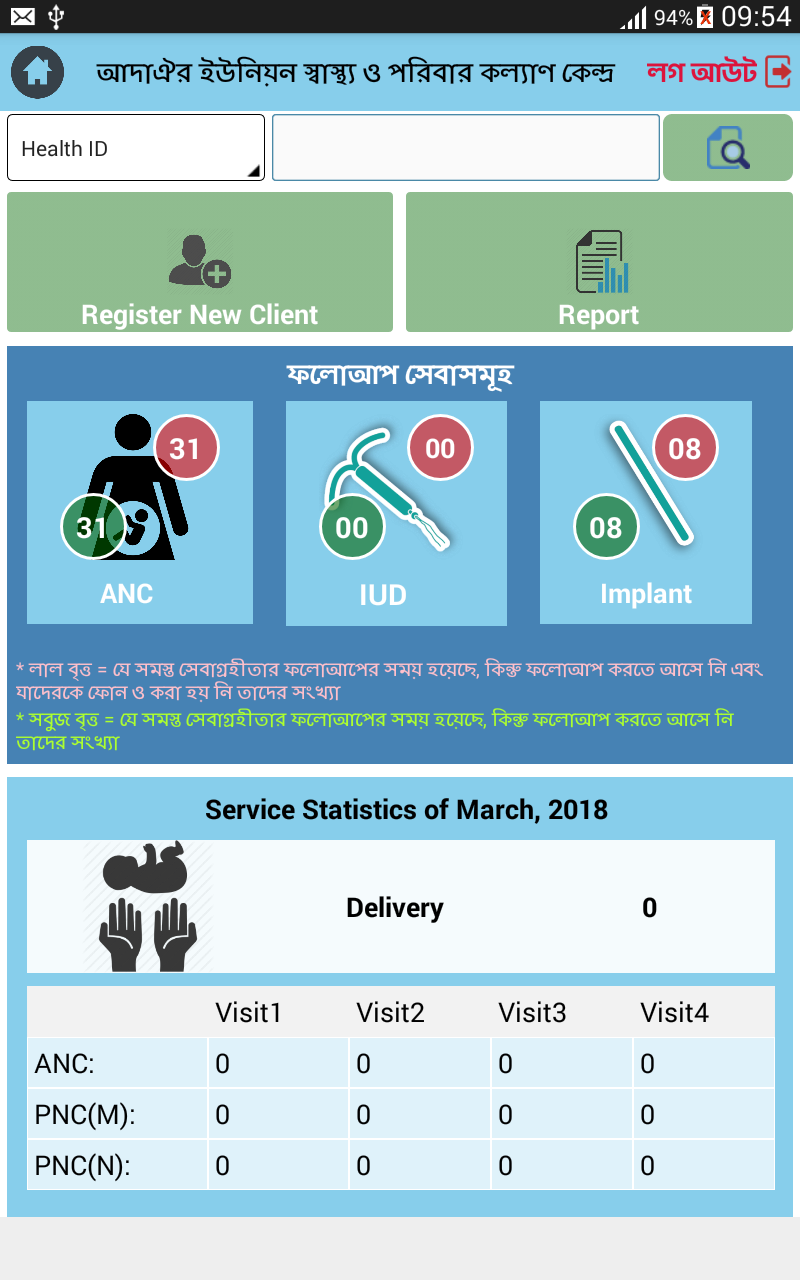 94% 09:54
আদাঐর ইউনিয়ন স্বাস্থ্য ও পরিবার কল্যাণ কেন্দ্র লগ আউট
Health ID
Register New Client Report
ফলোআপ সেবাসমূহ
31 00 08
31 00 08
ANC IUD Implant
* লাল বৃত্ত = যে সমস্ত সেবাগ্রহীতার ফলোআপের সময় হয়েছে, কিন্তু ফলোআপ করতে আসে নি এবং
যাদেরকে ফোন ও করা হয় নি তাদের সংখ্যা
* সবুজ বৃত্ত = যে সমস্ত সেবাগ্রহীতার ফলোআপের সময় হয়েছে, কিন্তু ফলোআপ করতে আসে নি
তাদের সংখ্যা
Service Statistics of March, 2018
Delivery 0
Visit1 Visit2 Visit3 Visit4
ANC: 0 0 0 0
PNC(M): 0 0 0 0
PNC(N): 0 0 0 0